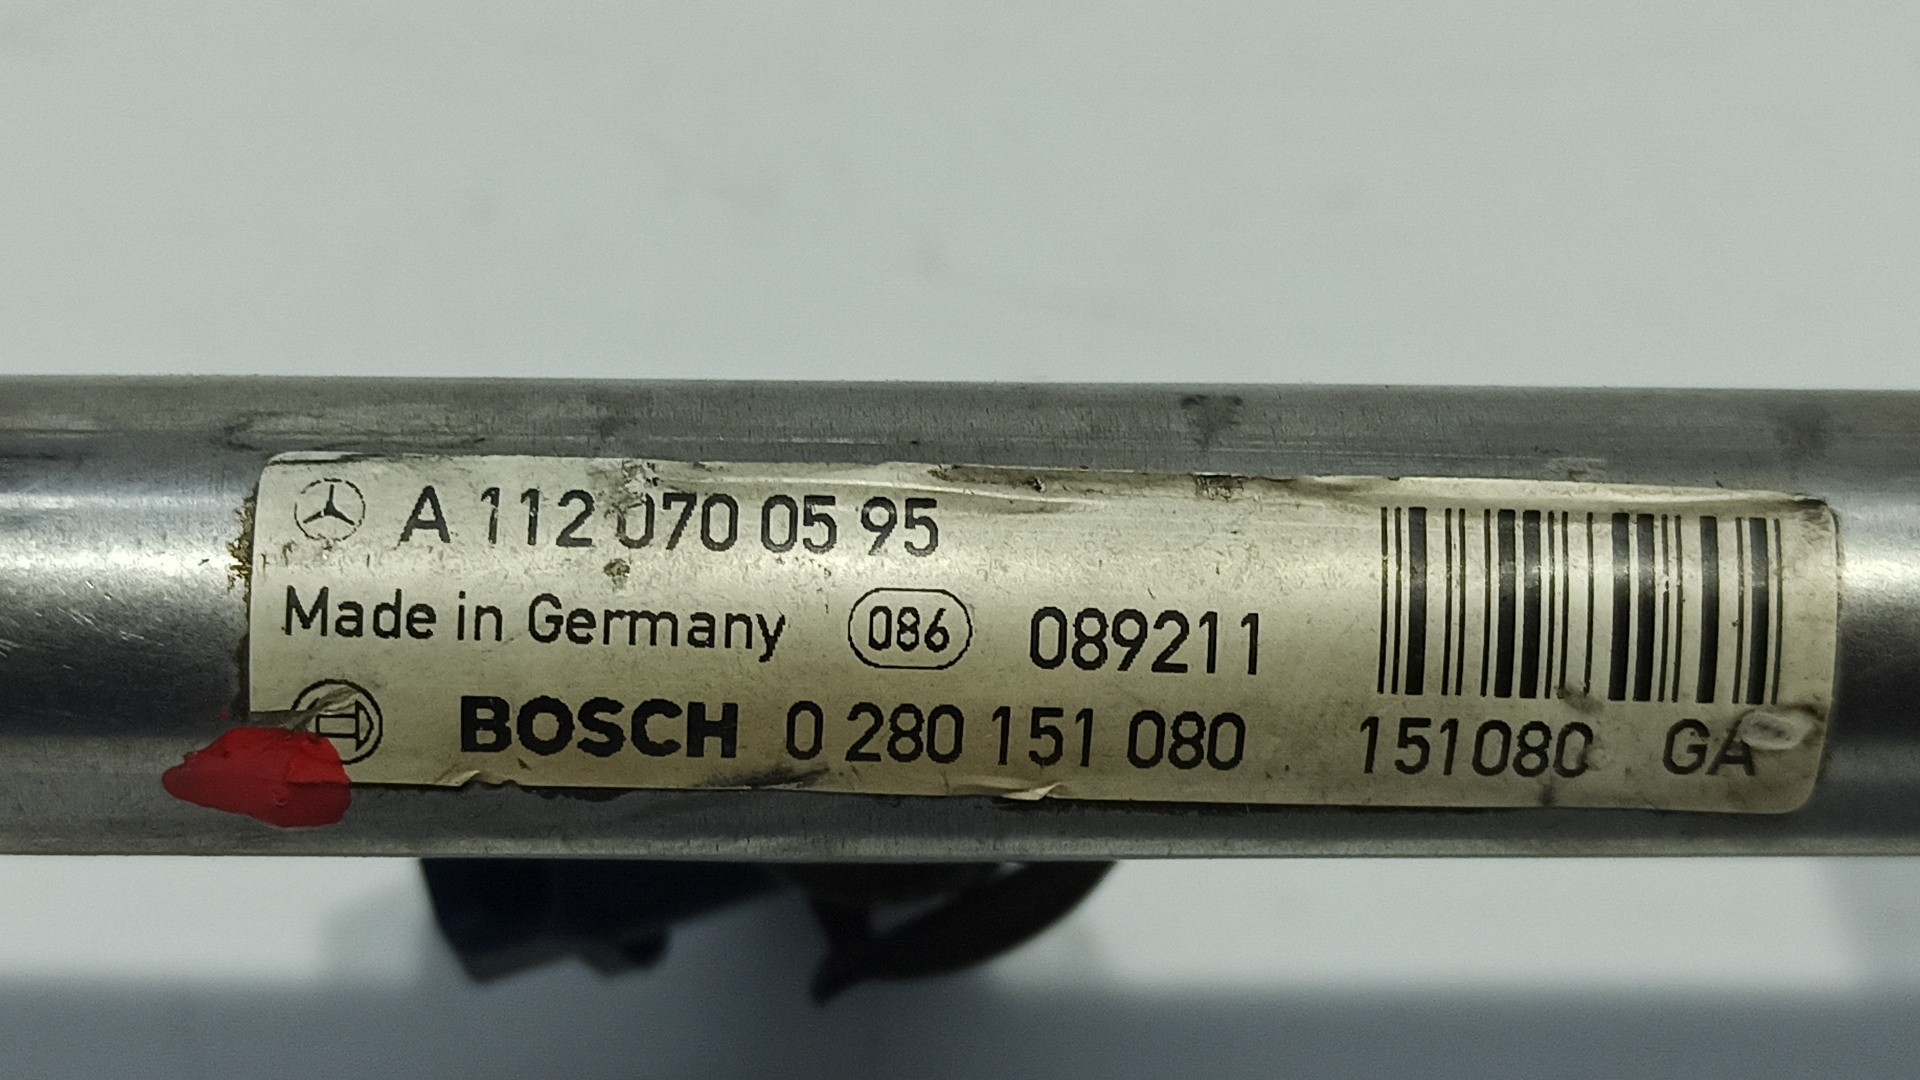 A 112 070 05 95
Made in Germany 086 089211
BOSCH 0 280 151 080 151080 GA